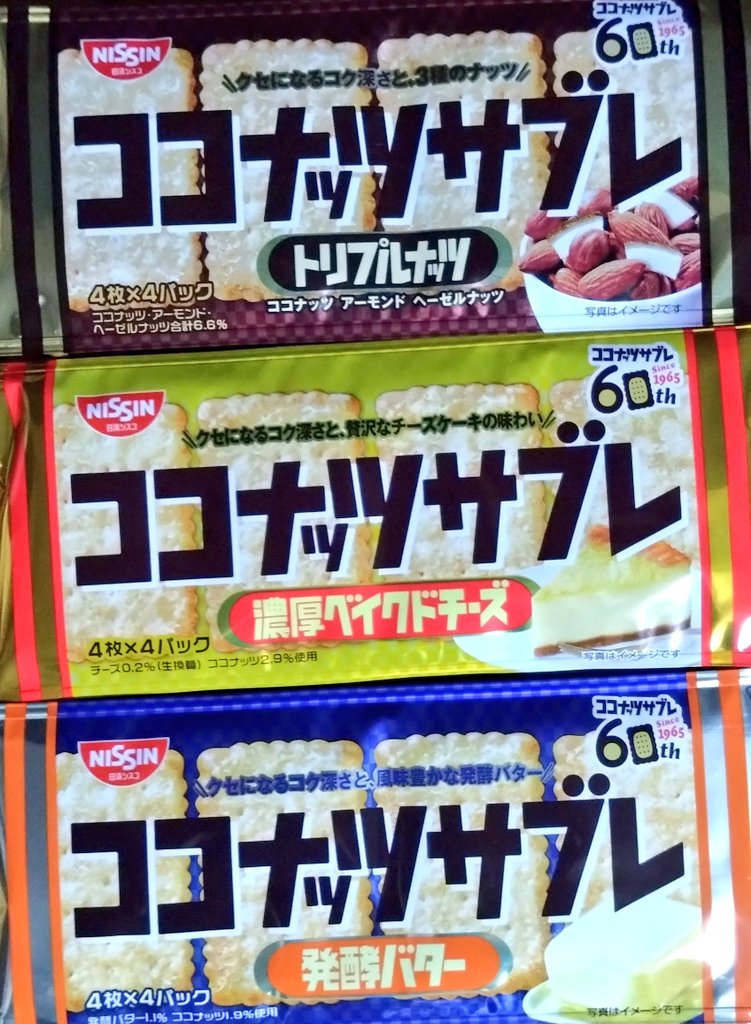 ココナッツサブレ
60th
Since 1965
NISSIN
日清シスコ
クセになるコク深さと、3種のナッツ
ココナッツサブレ
トリプルナッツ
ココナッツ アーモンド ヘーゼルナッツ
4枚×4パック
ココナッツ・アーモンド・
ヘーゼルナッツ合計6.6%
写真はイメージです
ココナッツサブレ
60th
Since 1965
NISSIN
日清シスコ
クセになるコク深さと、贅沢なチーズケーキの味わい
ココナッツサブレ
濃厚ベイクドチーズ
4枚×4パック
チーズ0.2%(生換算) ココナッツ2.9%使用
写真はイメージです
ココナッツサブレ
60th
Since 1965
NISSIN
日清シスコ
クセになるコク深さと、風味豊かな発酵バター
ココナッツサブレ
発酵バター
4枚×4パック
発酵バター1.1% ココナッツ1.9%使用
写真はイメージです